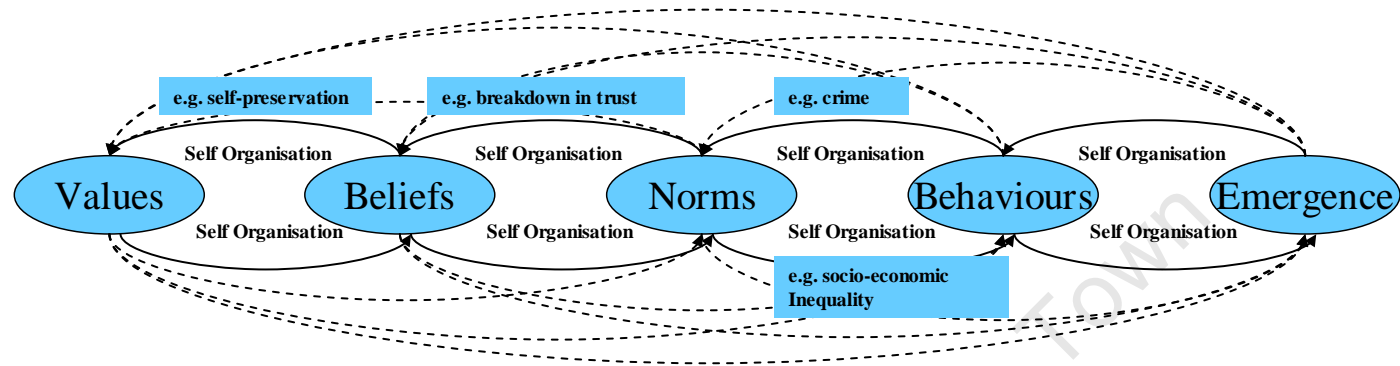 e.g. self-preservation
e.g. breakdown in trust
e.g. crime
Self Organisation
Self Organisation
Self Organisation
Self Organisation
Values
Beliefs
Norms
Behaviours
Emergence
Self Organisation
Self Organisation
Self Organisation
Self Organisation
e.g. socio-economic
Inequality
Town